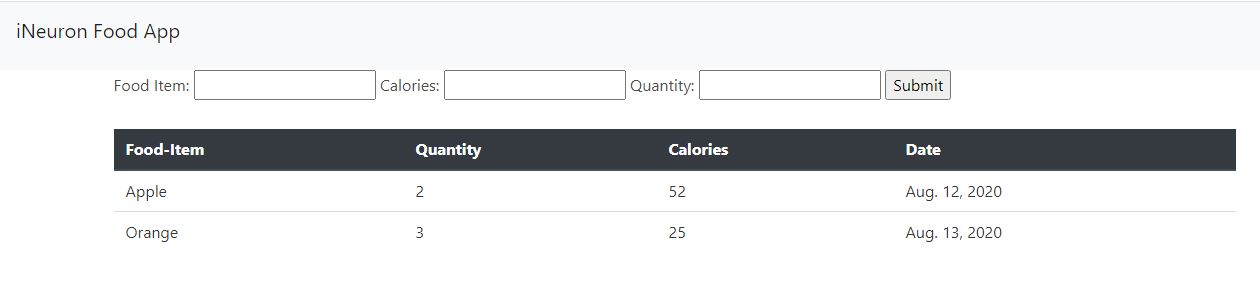 iNeuron Food App
Food Item: Calories: Quantity: Submit
Food-Item Quantity Calories Date
Apple 2 52 Aug. 12, 2020
Orange 3 25 Aug. 13, 2020